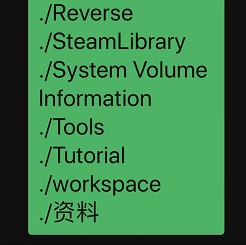 ./Reverse
./SteamLibrary
./System Volume
Information
./Tools
./Tutorial
./workspace
./资料